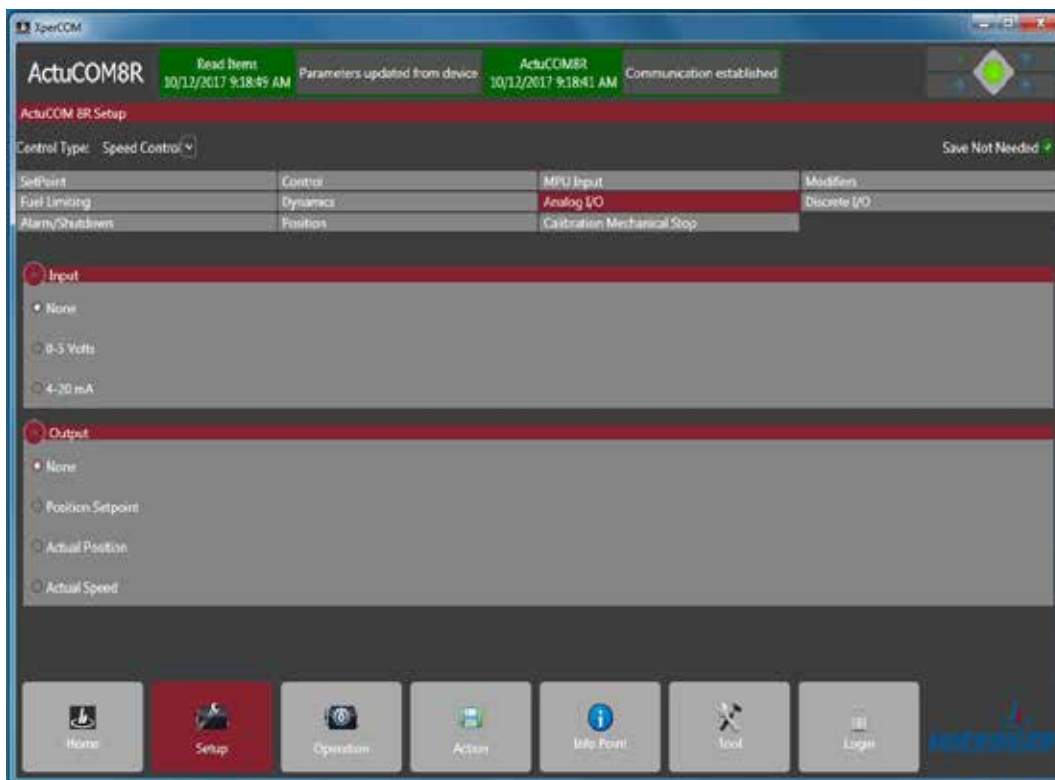 XperCOM
ActuCOM8R
Read Items
10/12/2017 9:18:49 AM
Parameters updated from device
ActuCOM8R
10/12/2017 9:18:41 AM
Communication established
ActuCOM 8R Setup
Control Type: Speed Control
Save Not Needed
SetPoint Control MPU Input Modifiers
Fuel Limiting Dynamics Analog I/O Discrete I/O
Alarm/Shutdown Position Calibration Mechanical Stop
Input
None
0-5 Volts
4-20 mA
Output
None
Position Setpoint
Actual Position
Actual Speed
Home Setup Operation Action Info Point Tool Login
HOERBIGER